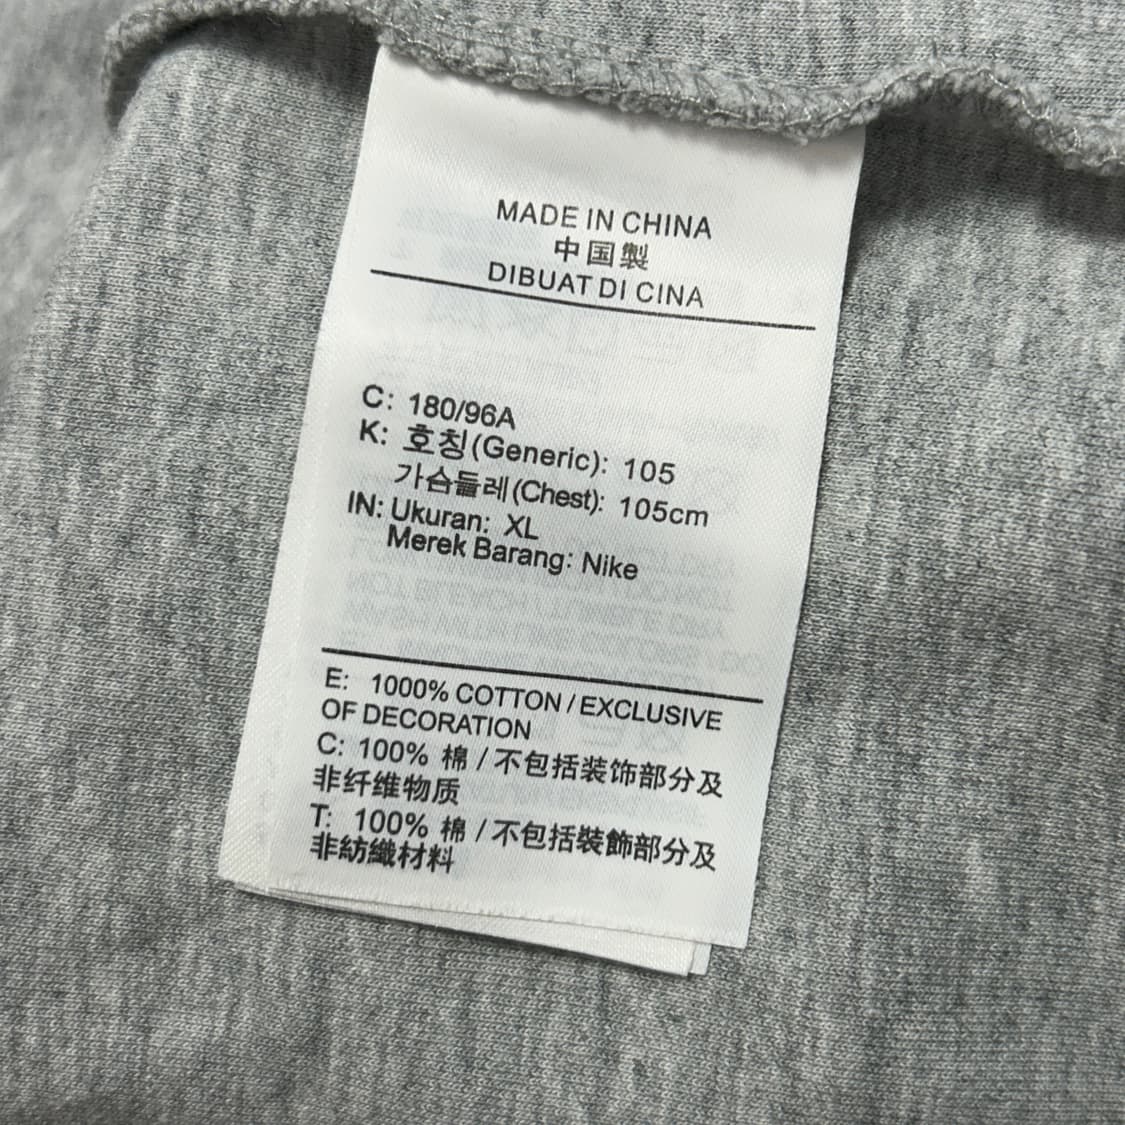 MADE IN CHINA
中国製
DIBUAT DI CINA
C: 180/96A
K: 호칭(Generic): 105
가슴들레(Chest): 105cm
IN: Ukuran: XL
Merek Barang: Nike
E: 1000% COTTON / EXCLUSIVE
OF DECORATION
C: 100% 棉 / 不包括装饰部分及
非纤维物质
T: 100% 棉 / 不包括裝飾部分及
非紡織材料